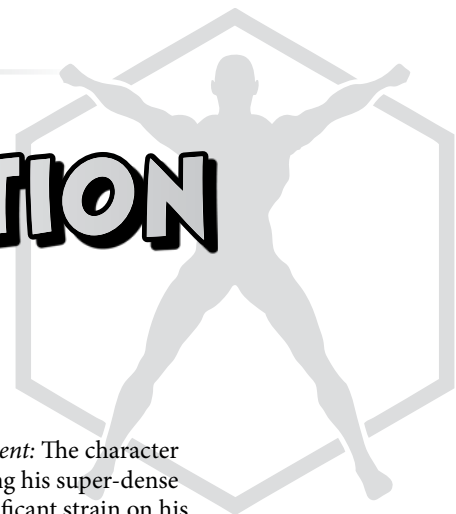 TION
ent: The character
ng his super-dense
ficant strain on his